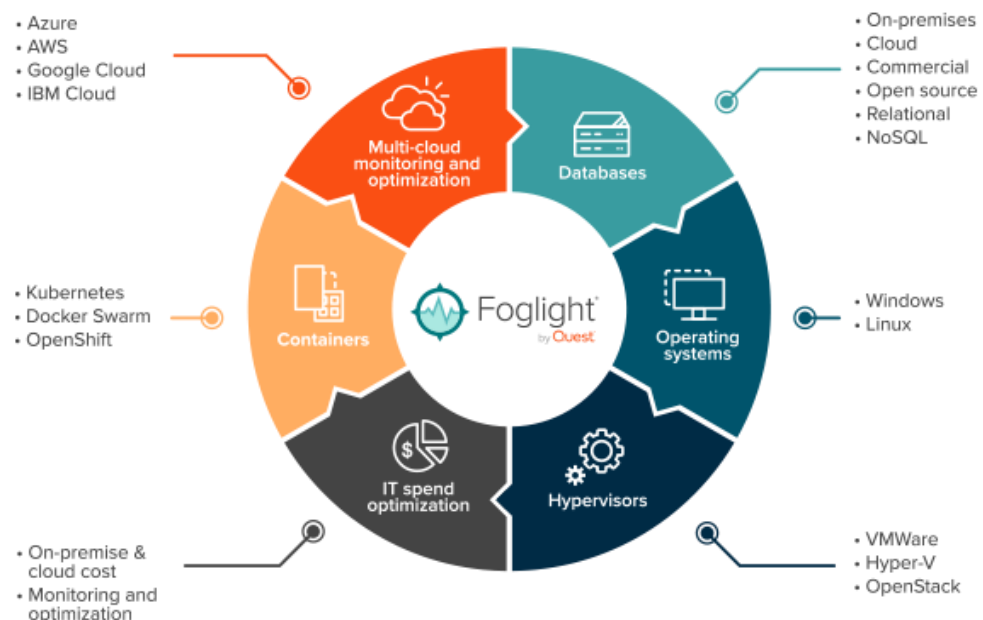 • Azure
• AWS
• Google Cloud
• IBM Cloud
• On-premises
• Cloud
• Commercial
• Open source
• Relational
• NoSQL
Multi-cloud
monitoring and
optimization
Databases
• Kubernetes
• Docker Swarm
• OpenShift
Containers
Foglight®
by Quest
Operating
systems
• Windows
• Linux
$
IT spend
optimization
Hypervisors
• On-premise &
cloud cost
• Monitoring and
optimization
• VMWare
• Hyper-V
• OpenStack